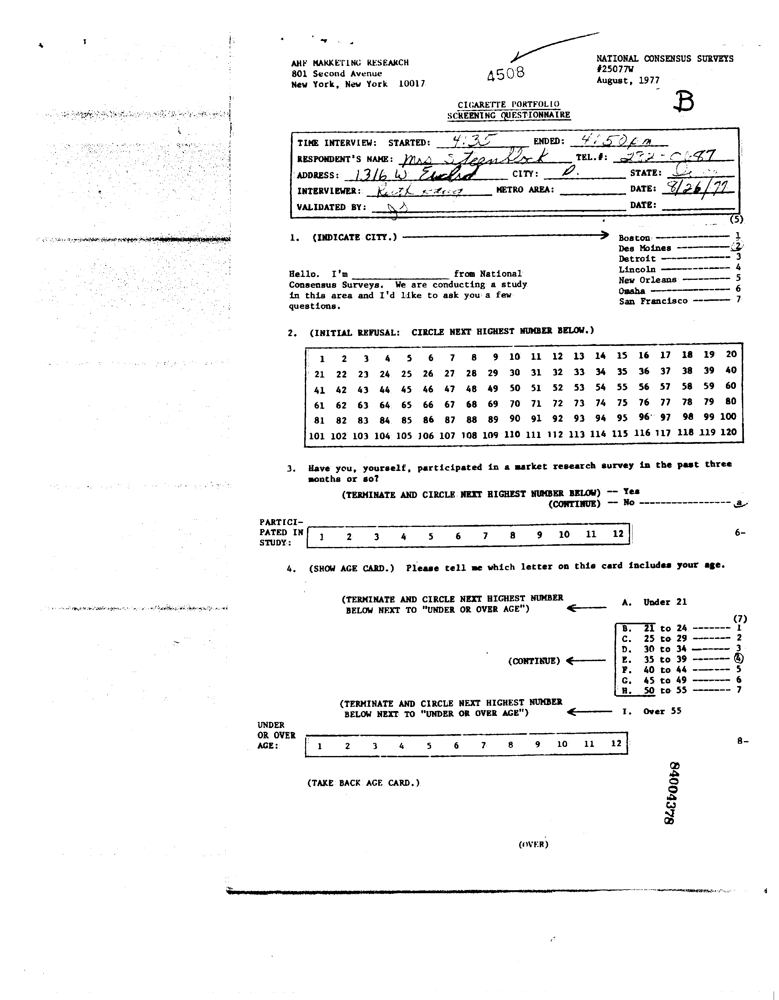 AHF MARKETING RESEARCH
801 Second Avenue
New York, New York 10017
4508
NATIONAL CONSENSUS SURVEYS
#25077W
August, 1977
B
CIGARETTE PORTFOLIO
SCREENING QUESTIONNAIRE
TIME INTERVIEW: STARTED: 4:35 ENDED: 4:50 pm
RESPONDENT'S NAME: Mrs Steenblock TEL.#:
ADDRESS: 1316 W Euclid CITY: D. STATE:
INTERVIEWER: METRO AREA: DATE: 8/26/77
VALIDATED BY: DATE:
(5)
1. (INDICATE CITY.)
Boston 1
Des Moines 2
Detroit 3
Lincoln 4
New Orleans 5
Omaha 6
San Francisco 7
Hello. I'm ____________ from National
Consensus Surveys. We are conducting a study
in this area and I'd like to ask you a few
questions.
2. (INITIAL REFUSAL: CIRCLE NEXT HIGHEST NUMBER BELOW.)
1 2 3 4 5 6 7 8 9 10 11 12 13 14 15 16 17 18 19 20
21 22 23 24 25 26 27 28 29 30 31 32 33 34 35 36 37 38 39 40
41 42 43 44 45 46 47 48 49 50 51 52 53 54 55 56 57 58 59 60
61 62 63 64 65 66 67 68 69 70 71 72 73 74 75 76 77 78 79 80
81 82 83 84 85 86 87 88 89 90 91 92 93 94 95 96 97 98 99 100
101 102 103 104 105 106 107 108 109 110 111 112 113 114 115 116 117 118 119 120
3. Have you, yourself, participated in a market research survey in the past three
months or so?
(TERMINATE AND CIRCLE NEXT HIGHEST NUMBER BELOW) -- Yes
(CONTINUE) -- No a
PARTICI-
PATED IN
STUDY:
1 2 3 4 5 6 7 8 9 10 11 12
6-
4. (SHOW AGE CARD.) Please tell me which letter on this card includes your age.
(TERMINATE AND CIRCLE NEXT HIGHEST NUMBER
BELOW NEXT TO "UNDER OR OVER AGE")
A. Under 21
(7)
B. 21 to 24 1
C. 25 to 29 2
D. 30 to 34 3
(CONTINUE) E. 35 to 39 4
F. 40 to 44 5
G. 45 to 49 6
H. 50 to 55 7
(TERMINATE AND CIRCLE NEXT HIGHEST NUMBER
BELOW NEXT TO "UNDER OR OVER AGE")
I. Over 55
UNDER
OR OVER
AGE:
1 2 3 4 5 6 7 8 9 10 11 12
8-
(TAKE BACK AGE CARD.)
84004378
(OVER)